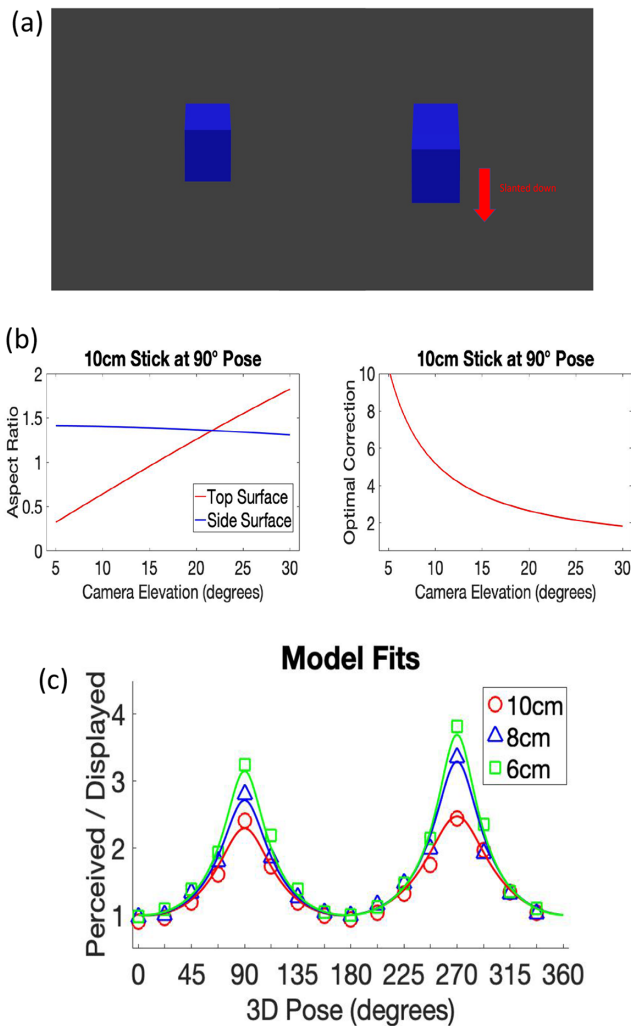 (a)
Slanted down
(b)
10cm Stick at 90° Pose
Aspect Ratio
2
1.5
1
0.5
0
Top Surface
Side Surface
5 10 15 20 25 30
Camera Elevation (degrees)
10cm Stick at 90° Pose
Optimal Correction
10
8
6
4
2
5 10 15 20 25 30
Camera Elevation (degrees)
(c)
Model Fits
Perceived / Displayed
4
3
2
1
10cm
8cm
6cm
0 45 90 135 180 225 270 315 360
3D Pose (degrees)